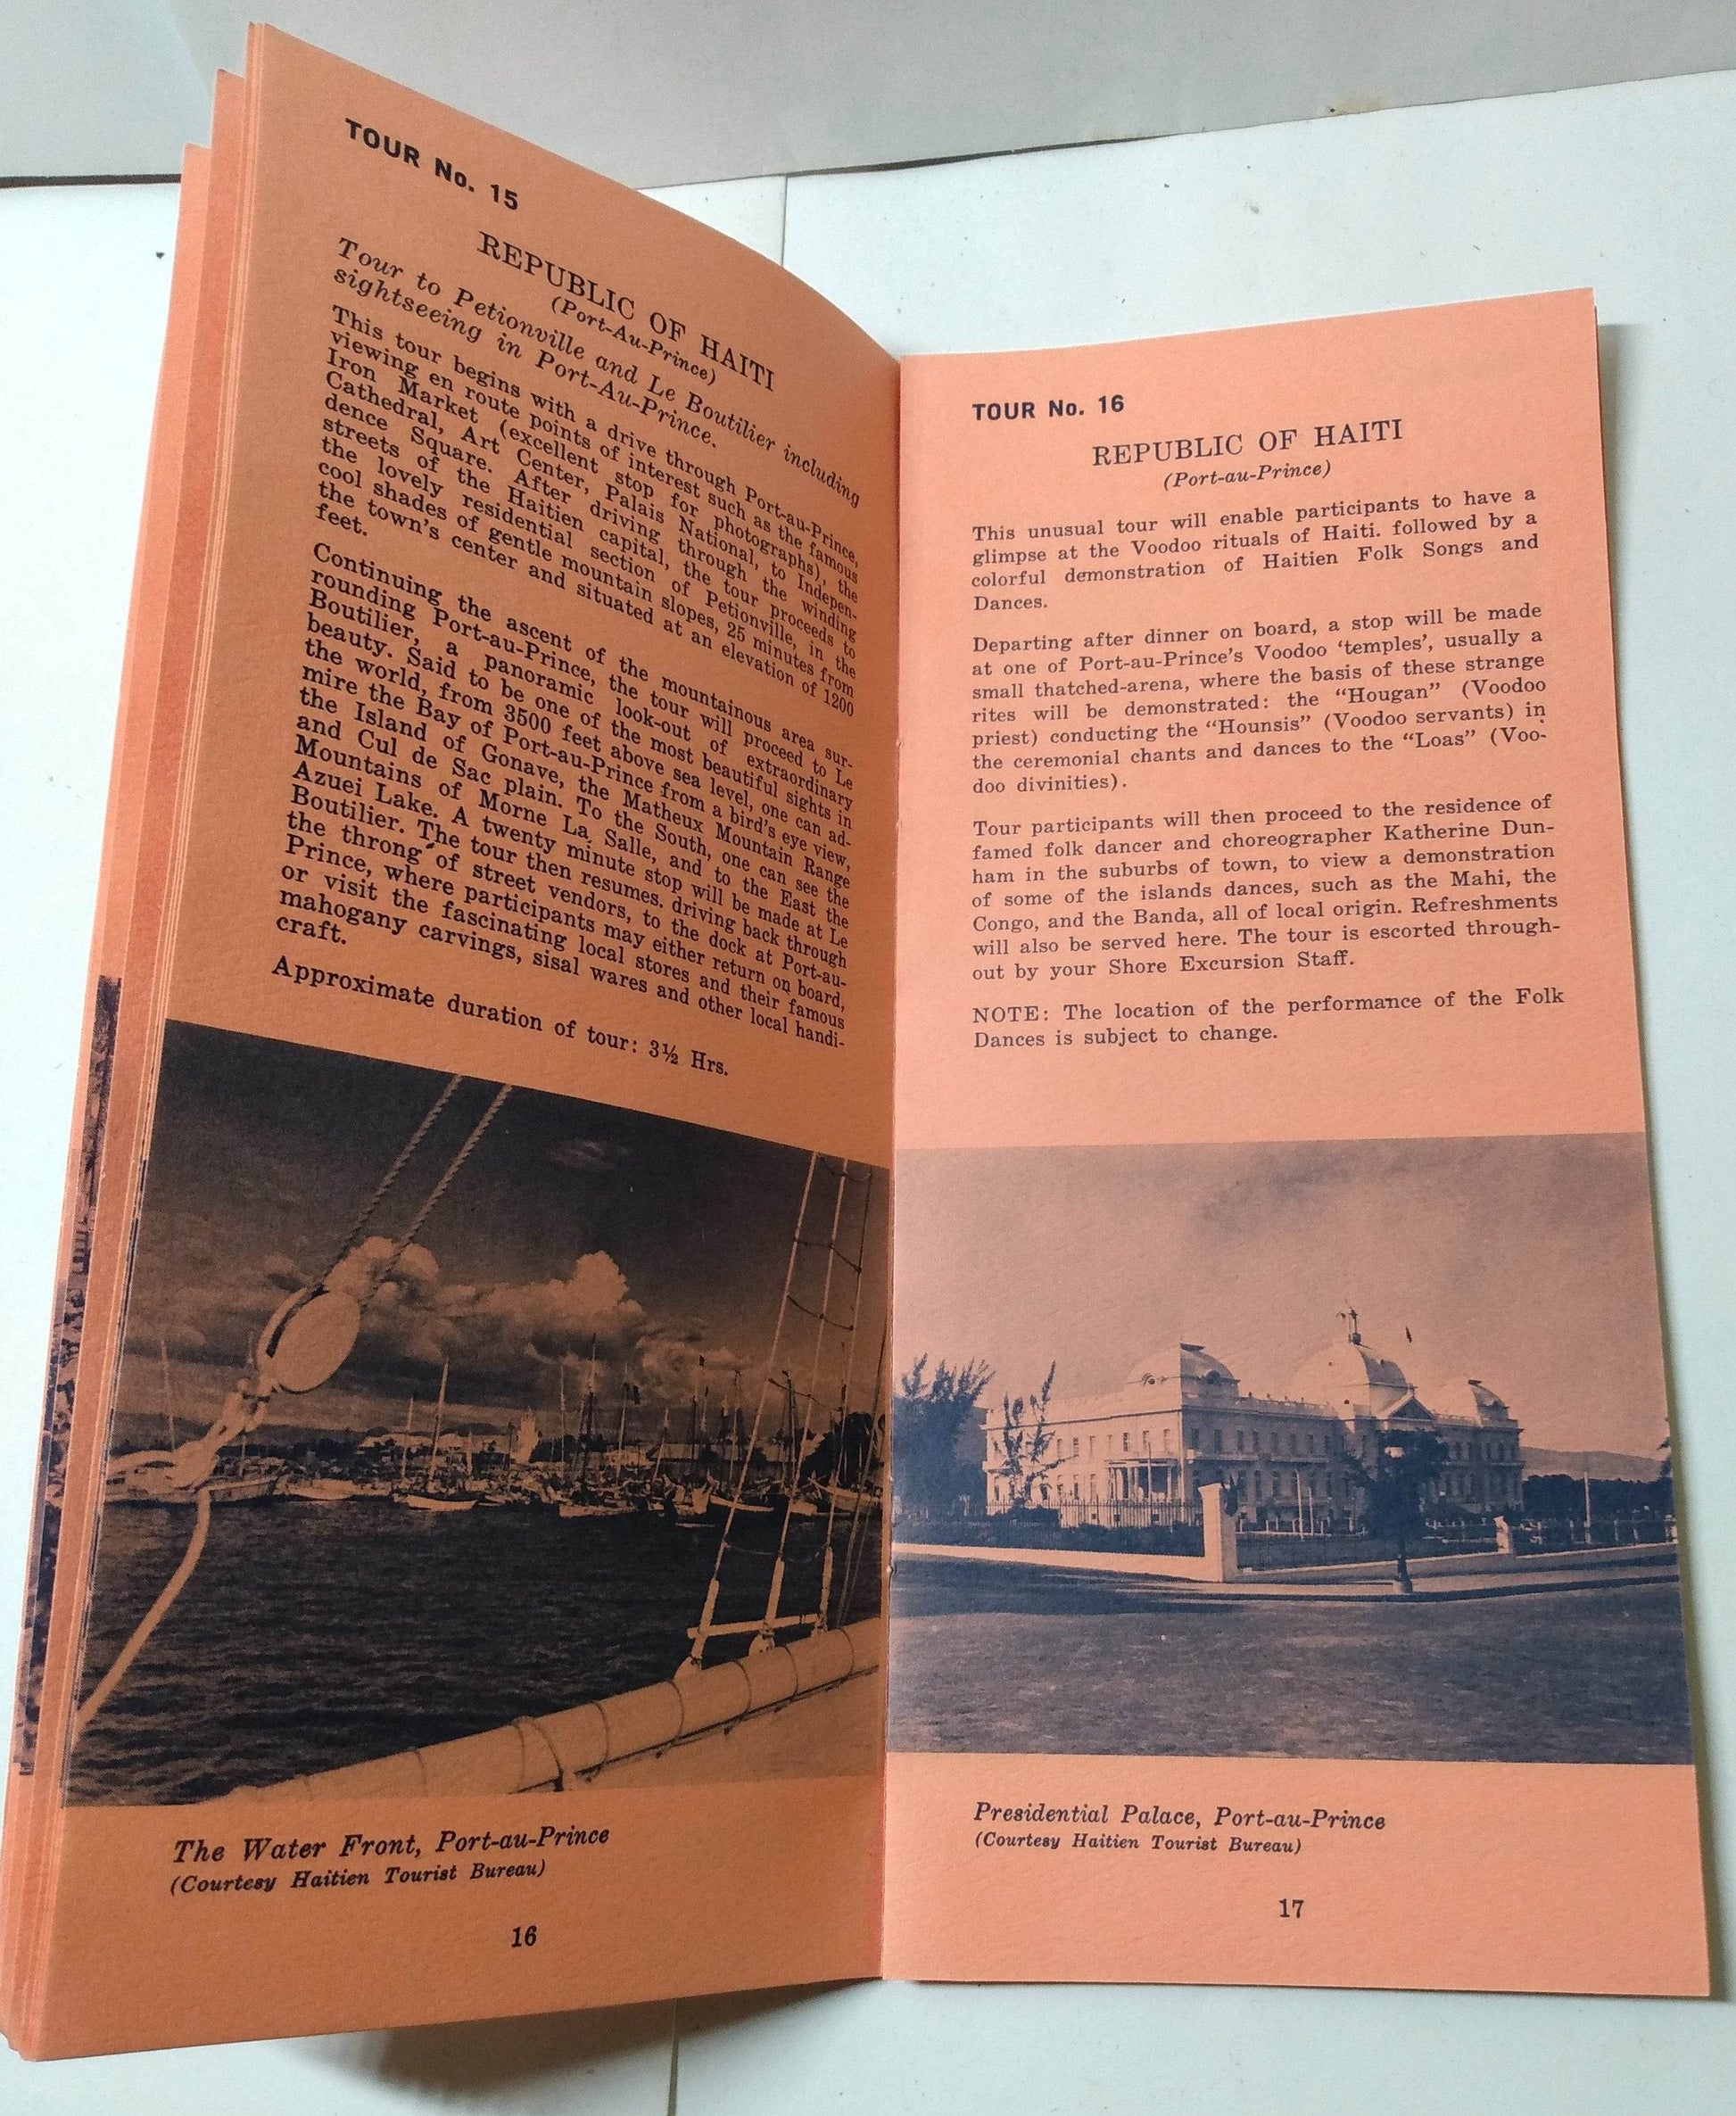 TOUR No. 15
REPUBLIC OF HAITI
(Port-Au-Prince)
Tour to Petionville and Le Boutilier including
sightseeing in Port-Au-Prince.
This tour begins with a drive through Port-au-Prince,
viewing en route points of interest such as the famous
Iron Market (excellent stop for photographs), the
Cathedral, Art Center, Palais National, to Indepen-
dence Square. After driving through the winding
streets of the Haitien capital, the tour proceeds to
the lovely residential section of Petionville, in the
cool shades of gentle mountain slopes, 25 minutes from
the town's center and situated at an elevation of 1200
feet.
Continuing the ascent of the mountainous area sur-
rounding Port-au-Prince, the tour will proceed to Le
Boutilier, a panoramic look-out of extraordinary
beauty. Said to be one of the most beautiful sights in
the world, from 3500 feet above sea level, one can ad-
mire the Bay of Port-au-Prince from a bird's eye view,
the Island of Gonave, the Matheux Mountain Range
and Cul de Sac plain. To the South, one can see the
Mountains of Morne La Salle, and to the East the
Azuei Lake. A twenty minute stop will be made at Le
Boutilier. The tour then resumes. driving back through
the throng of street vendors, to the dock at Port-au-
Prince, where participants may either return on board,
or visit the fascinating local stores and their famous
mahogany carvings, sisal wares and other local handi-
craft.
Approximate duration of tour: 3½ Hrs.
The Water Front, Port-au-Prince
(Courtesy Haitien Tourist Bureau)
16
TOUR No. 16
REPUBLIC OF HAITI
(Port-au-Prince)
This unusual tour will enable participants to have a
glimpse at the Voodoo rituals of Haiti. followed by a
colorful demonstration of Haitien Folk Songs and
Dances.
Departing after dinner on board, a stop will be made
at one of Port-au-Prince's Voodoo 'temples', usually a
small thatched-arena, where the basis of these strange
rites will be demonstrated: the "Hougan" (Voodoo
priest) conducting the "Hounsis" (Voodoo servants) in
the ceremonial chants and dances to the "Loas" (Voo-
doo divinities).
Tour participants will then proceed to the residence of
famed folk dancer and choreographer Katherine Dun-
ham in the suburbs of town, to view a demonstration
of some of the islands dances, such as the Mahi, the
Congo, and the Banda, all of local origin. Refreshments
will also be served here. The tour is escorted through-
out by your Shore Excursion Staff.
NOTE: The location of the performance of the Folk
Dances is subject to change.
Presidential Palace, Port-au-Prince
(Courtesy Haitien Tourist Bureau)
17